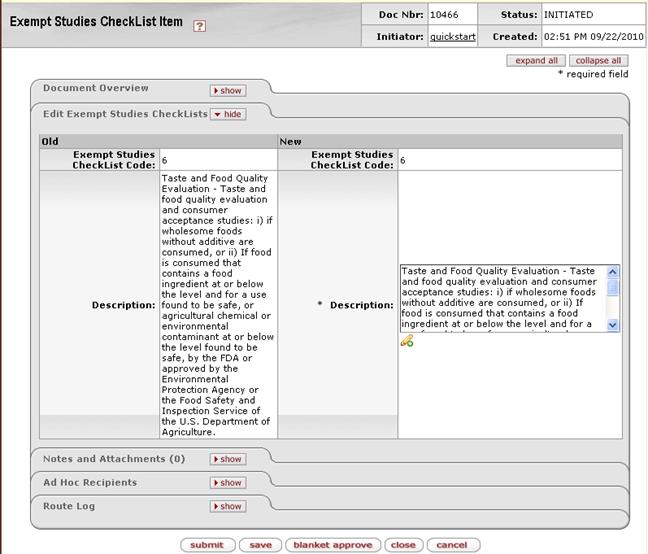 Exempt Studies CheckList Item ?
Doc Nbr: 10466 Status: INITIATED
Initiator: quickstart Created: 02:51 PM 09/22/2010
expand all collapse all
* required field
Document Overview show
Edit Exempt Studies CheckLists hide
Old New
Exempt Studies CheckList Code: 6 Exempt Studies CheckList Code: 6
Description:
Taste and Food Quality
Evaluation - Taste and
food quality evaluation
and consumer
acceptance studies: i) if
wholesome foods
without additive are
consumed, or ii) If food
is consumed that
contains a food
ingredient at or below
the level and for a use
found to be safe, or
agricultural chemical or
environmental
contaminant at or below
the level found to be
safe, by the FDA or
approved by the
Environmental
Protection Agency or
the Food Safety and
Inspection Service of
the U.S. Department of
Agriculture.
* Description:
Taste and Food Quality Evaluation - Taste
and food quality evaluation and consumer
acceptance studies: i) if wholesome foods
without additive are consumed, or ii) If
food is consumed that contains a food
ingredient at or below the level and for a
Notes and Attachments (0) show
Ad Hoc Recipients show
Route Log show
submit save blanket approve close cancel